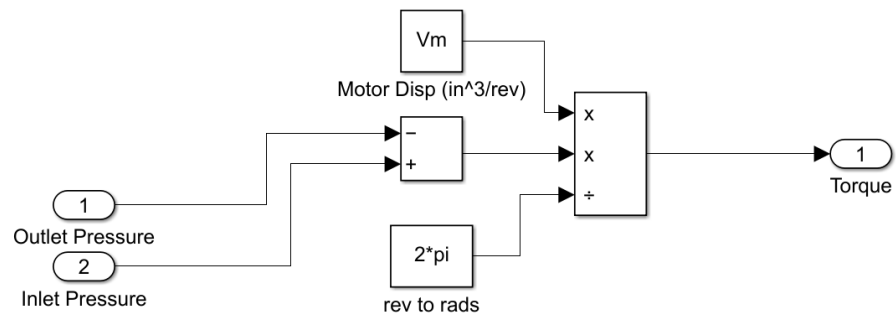 Vm
Motor Disp (in^3/rev)
−
+
x
x
÷
1
Torque
1
Outlet Pressure
2
Inlet Pressure
2*pi
rev to rads